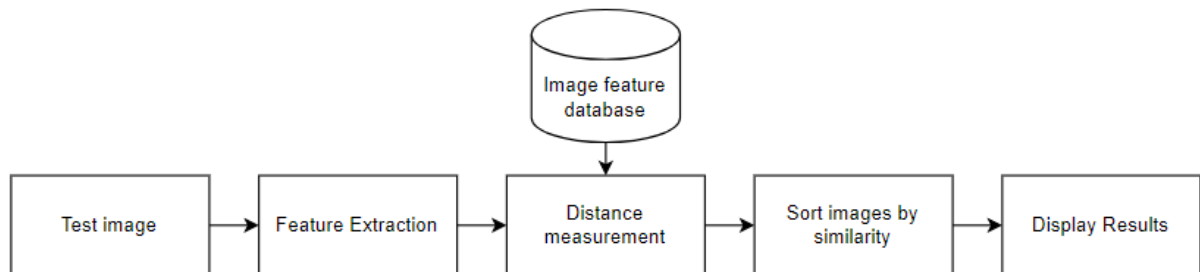 Image feature
database
Test image
Feature Extraction
Distance
measurement
Sort images by
similarity
Display Results